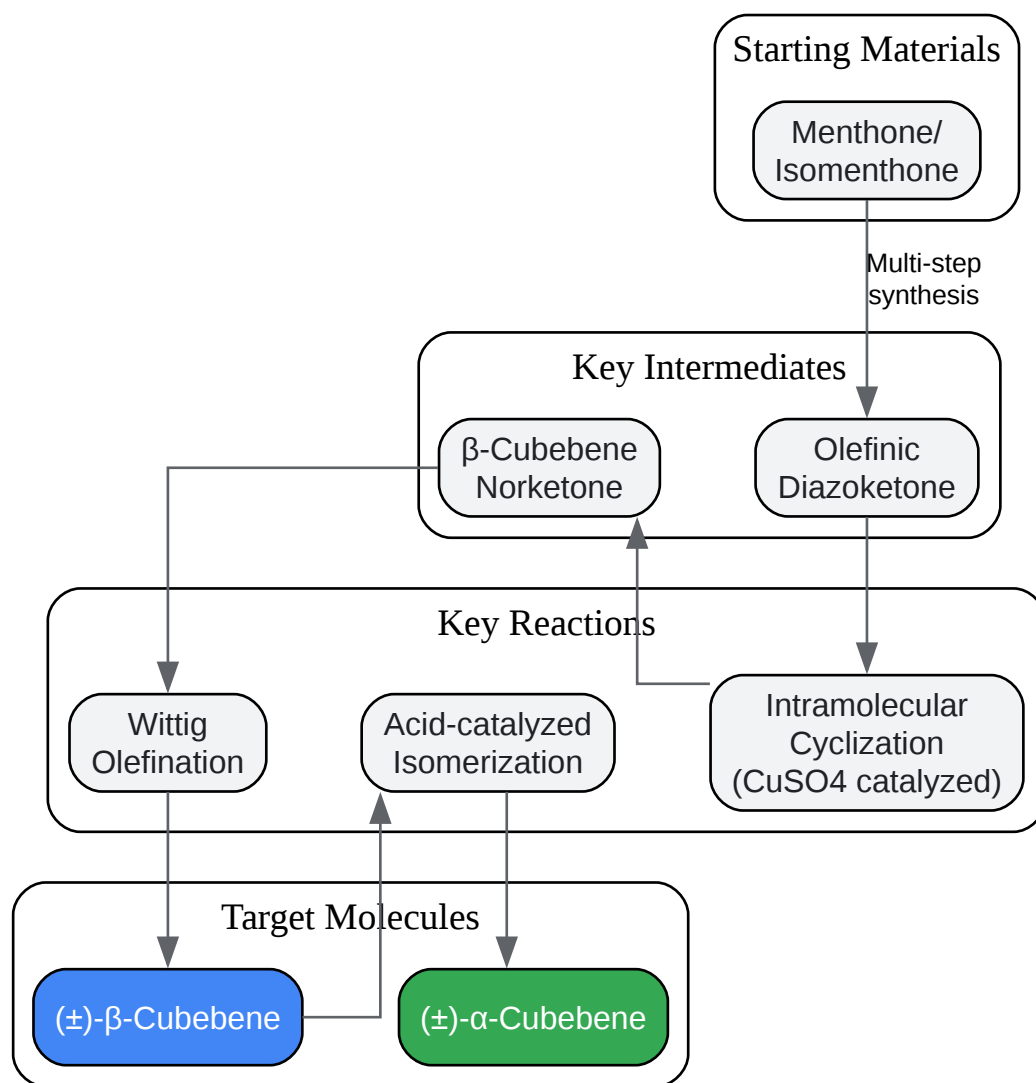 Starting Materials
Menthone/
Isomenthone
Multi-step
synthesis
Key Intermediates
β-Cubebene
Norketone
Olefinic
Diazoketone
Key Reactions
Wittig
Olefination
Acid-catalyzed
Isomerization
Intramolecular
Cyclization
(CuSO4 catalyzed)
Target Molecules
(±)-β-Cubebene
(±)-α-Cubebene